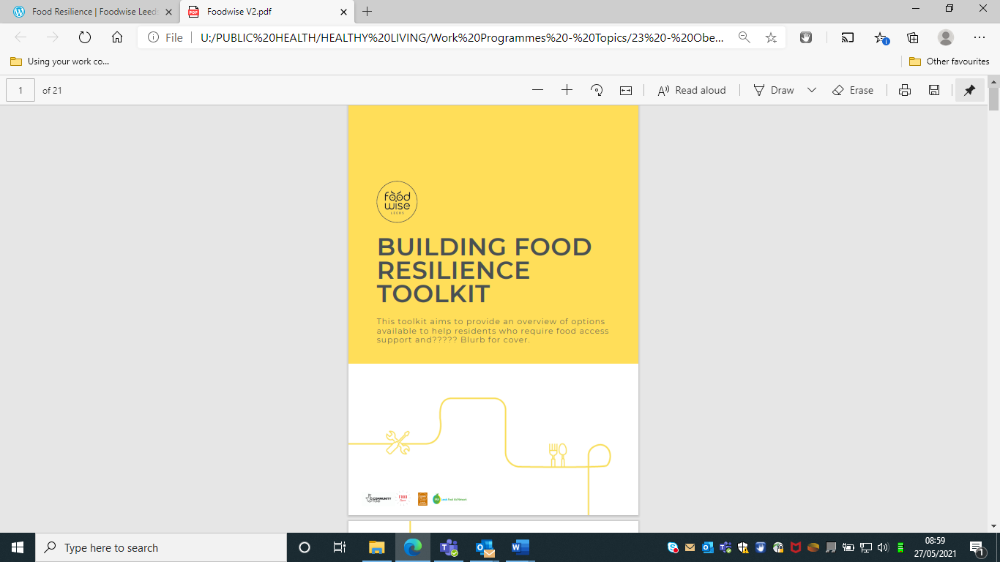 Food Resilience | Foodwise Leeds
Foodwise V2.pdf
File
U:/PUBLIC%20HEALTH/HEALTHY%20LIVING/Work%20Programmes%20-%20Topics/23%20-%20Obe...
Using your work co...
Other favourites
1 of 21
Read aloud
Draw
Erase
food
wise
LEEDS
BUILDING FOOD
RESILIENCE
TOOLKIT
This toolkit aims to provide an overview of options
available to help residents who require food access
support and????? Blurb for cover.
COMMUNITY
FUND
FOOD
Leeds Food Aid Network
Type here to search
08:59
27/05/2021
1